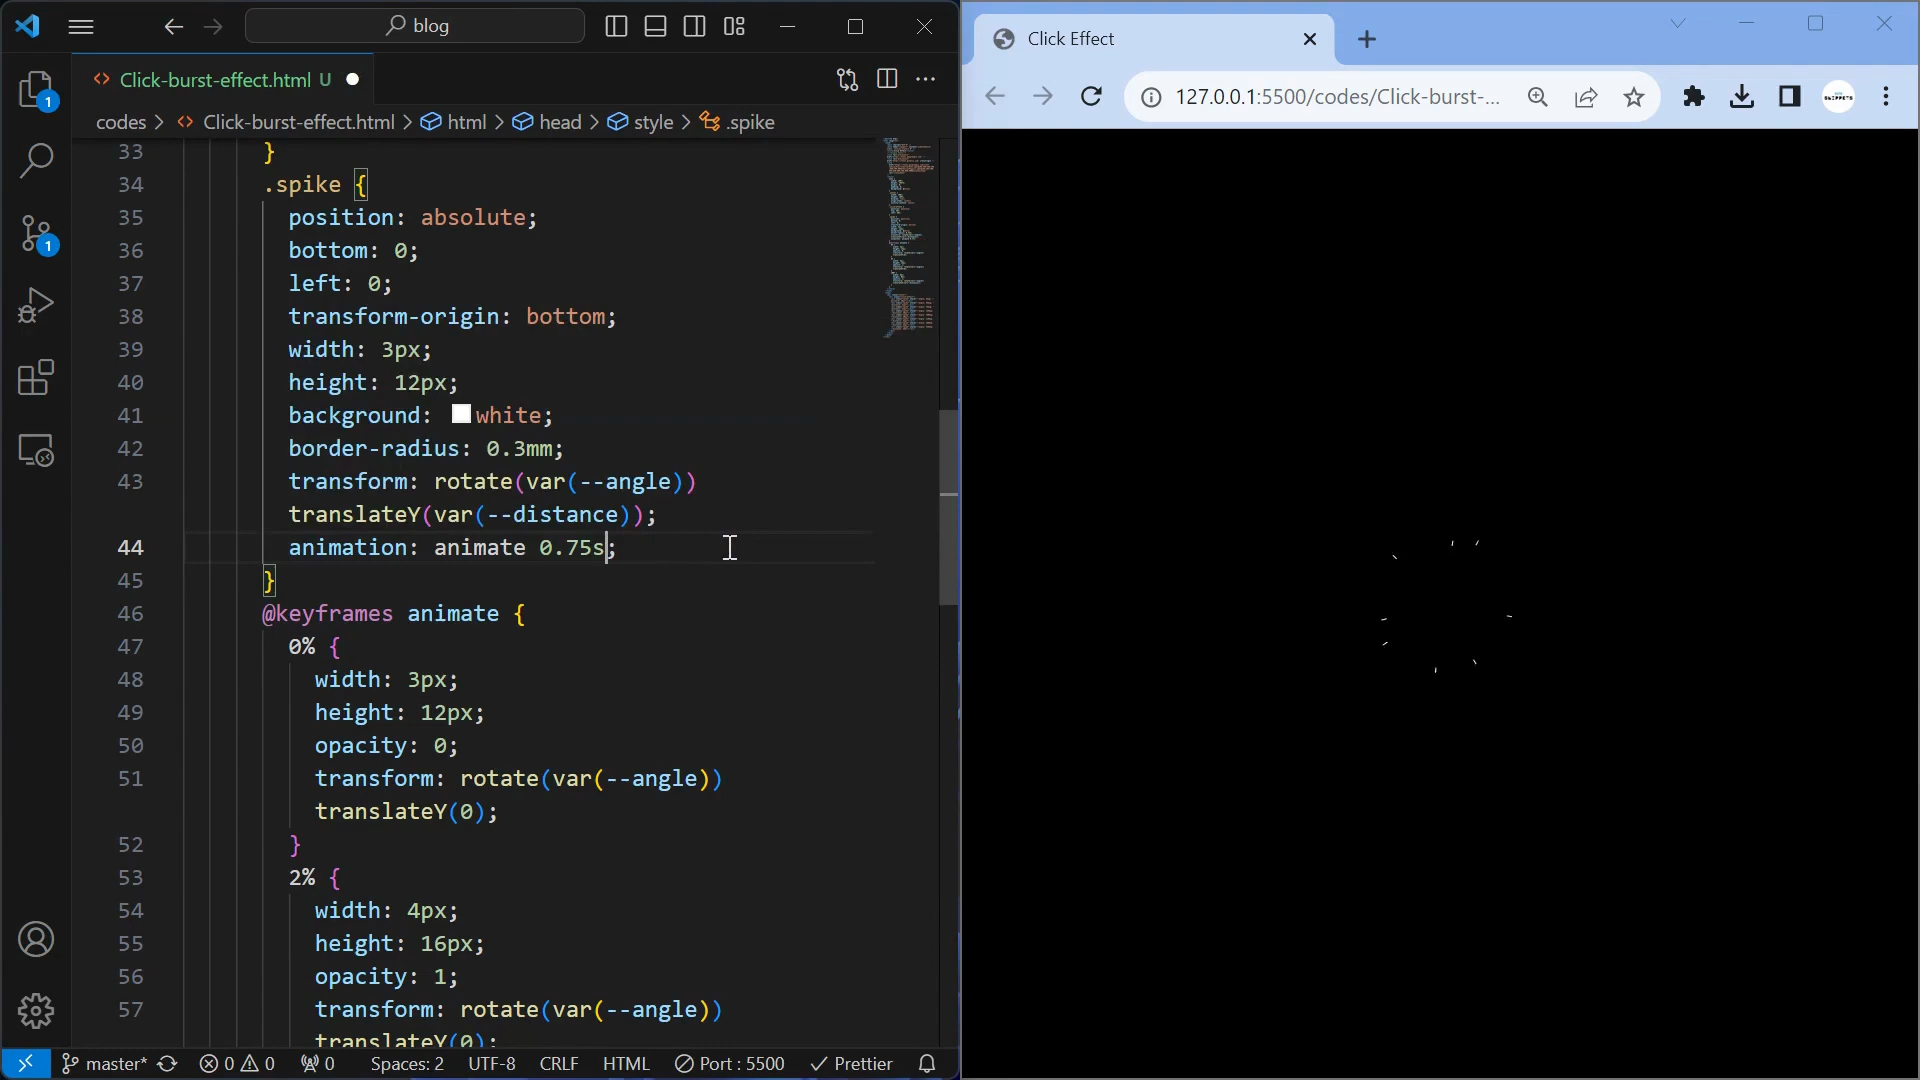 blog
Click-burst-effect.html U
codes > Click-burst-effect.html > html > head > style > .spike
33 }
34 .spike {
35 position: absolute;
36 bottom: 0;
37 left: 0;
38 transform-origin: bottom;
39 width: 3px;
40 height: 12px;
41 background: white;
42 border-radius: 0.3mm;
43 transform: rotate(var(--angle))
translateY(var(--distance));
44 animation: animate 0.75s;
45 }
46 @keyframes animate {
47 0% {
48 width: 3px;
49 height: 12px;
50 opacity: 0;
51 transform: rotate(var(--angle))
translateY(0);
52 }
53 2% {
54 width: 4px;
55 height: 16px;
56 opacity: 1;
57 transform: rotate(var(--angle))
translateY(0);
1
1
master* 0 0 0 Spaces: 2 UTF-8 CRLF HTML Port : 5500 Prettier
Click Effect
127.0.0.1:5500/codes/Click-burst-...